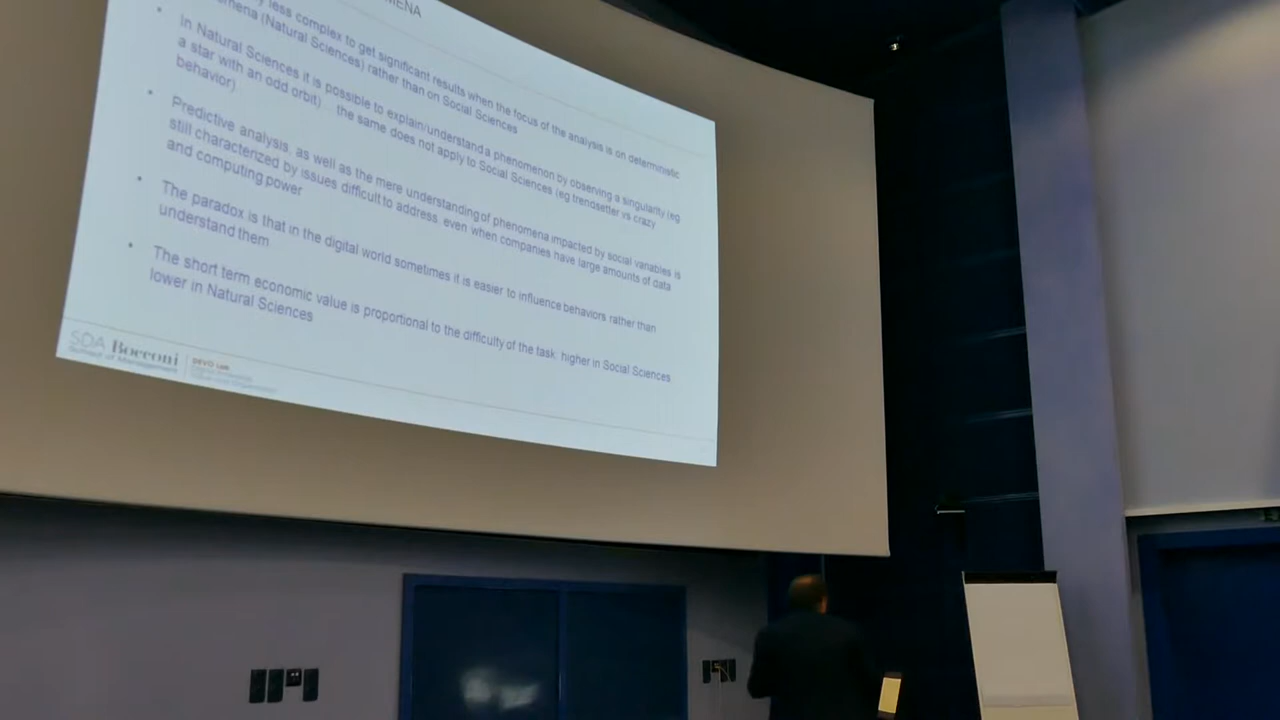 MENA
less complex to get significant results when the focus of the analysis is on deterministic
mena (Natural Sciences) rather than on Social Sciences
• In Natural Sciences it is possible to explain/understand a phenomenon by observing a singularity (eg
a star with an odd orbit) the same does not apply to Social Sciences (eg trendsetter vs crazy
behavior)
• Predictive analysis, as well as the mere understanding of phenomena impacted by social variables is
still characterized by issues difficult to address, even when companies have large amounts of data
and computing power
• The paradox is that in the digital world sometimes it is easier to influence behaviors rather than
understand them
• The short term economic value is proportional to the difficulty of the task: higher in Social Sciences
lower in Natural Sciences
SDA Bocconi
School of Management
DEVO Lab